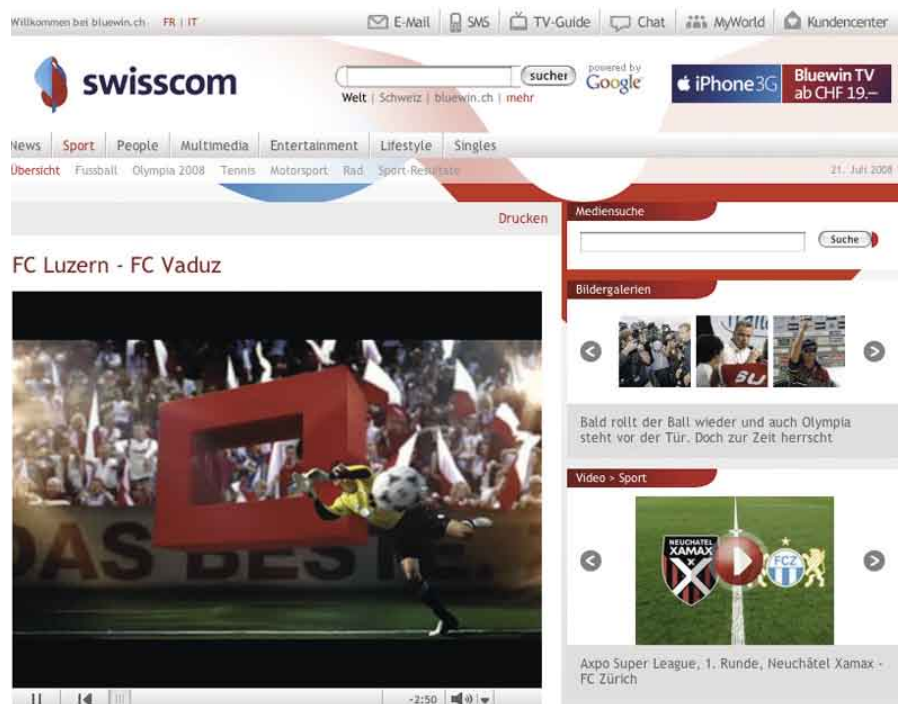 Willkommen bei bluewin.ch FR | IT
E-Mail SMS TV-Guide Chat MyWorld Kundencenter
swisscom
sucher
powered by
Google
Welt | Schweiz | bluewin.ch | mehr
iPhone 3G
Bluewin TV
ab CHF 19.–
News Sport People Multimedia Entertainment Lifestyle Singles
Übersicht Fussball Olympia 2008 Tennis Motorsport Rad Sport-Resultate
21. Juli 2008
Drucken
FC Luzern - FC Vaduz
DAS BESTE.
-2:50
Mediensuche
Suche
Bildergalerien
SU
Bald rollt der Ball wieder und auch Olympia
steht vor der Tür. Doch zur Zeit herrscht
Video > Sport
NEUCHATEL
XAMAX
FCZ
Axpo Super League, 1. Runde, Neuchâtel Xamax -
FC Zürich